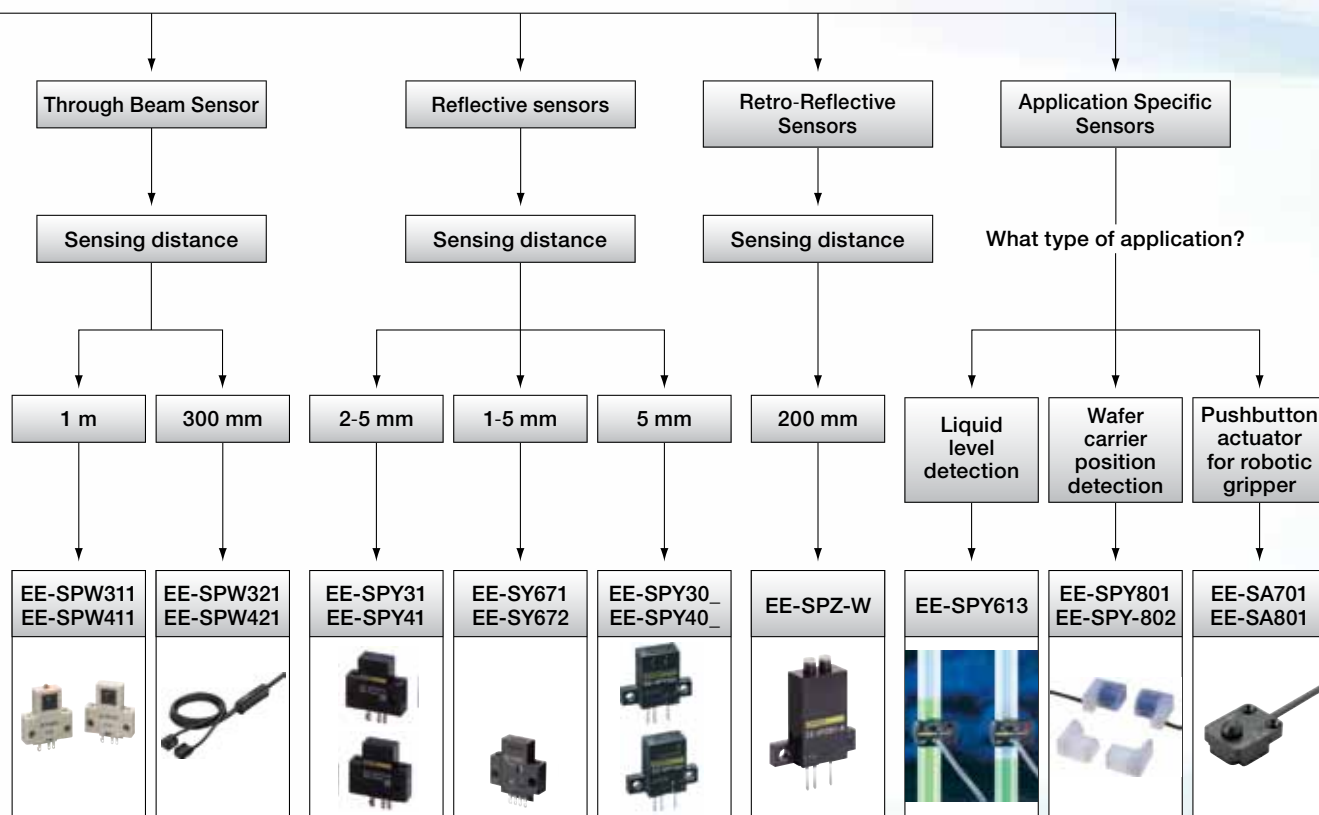 Through Beam Sensor
Reflective sensors
Retro-Reflective
Sensors
Application Specific
Sensors
Sensing distance
Sensing distance
Sensing distance
What type of application?
1 m
300 mm
2-5 mm
1-5 mm
5 mm
200 mm
Liquid
level
detection
Wafer
carrier
position
detection
Pushbutton
actuator
for robotic
gripper
EE-SPW311
EE-SPW411
EE-SPW321
EE-SPW421
EE-SPY31
EE-SPY41
EE-SY671
EE-SY672
EE-SPY30_
EE-SPY40_
EE-SPZ-W
EE-SPY613
EE-SPY801
EE-SPY-802
EE-SA701
EE-SA801